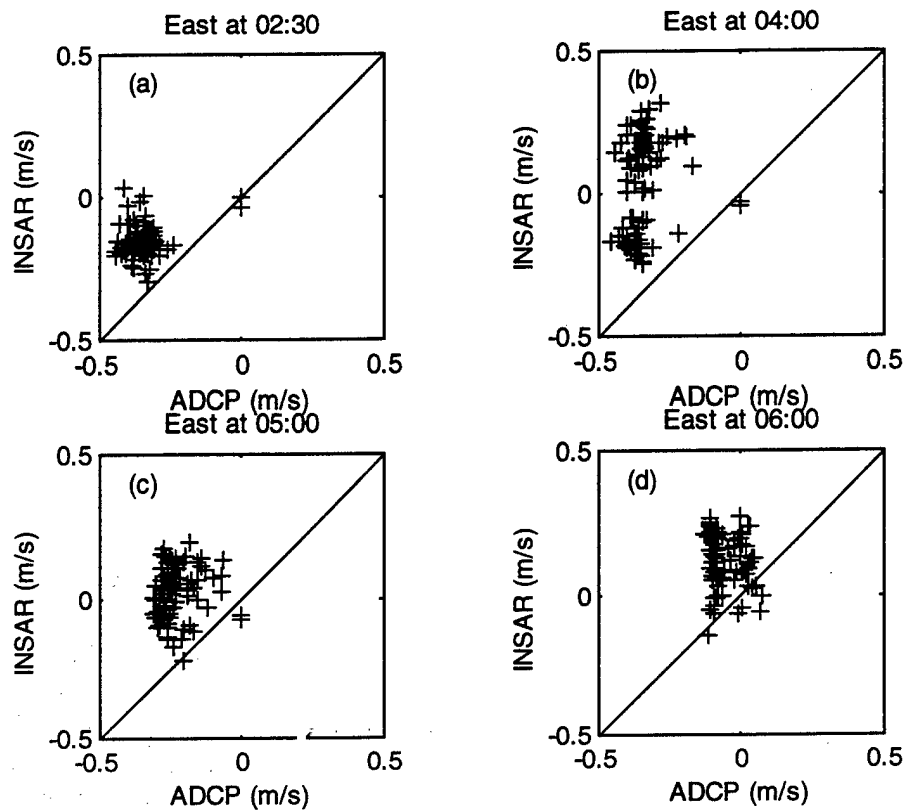 East at 02:30
(a)
0.5
0
-0.5
INSAR (m/s)
-0.5
0
0.5
ADCP (m/s)
East at 04:00
(b)
0.5
0
-0.5
INSAR (m/s)
-0.5
0
0.5
ADCP (m/s)
East at 05:00
(c)
0.5
0
-0.5
INSAR (m/s)
-0.5
0
0.5
ADCP (m/s)
East at 06:00
(d)
0.5
0
-0.5
INSAR (m/s)
-0.5
0
0.5
ADCP (m/s)